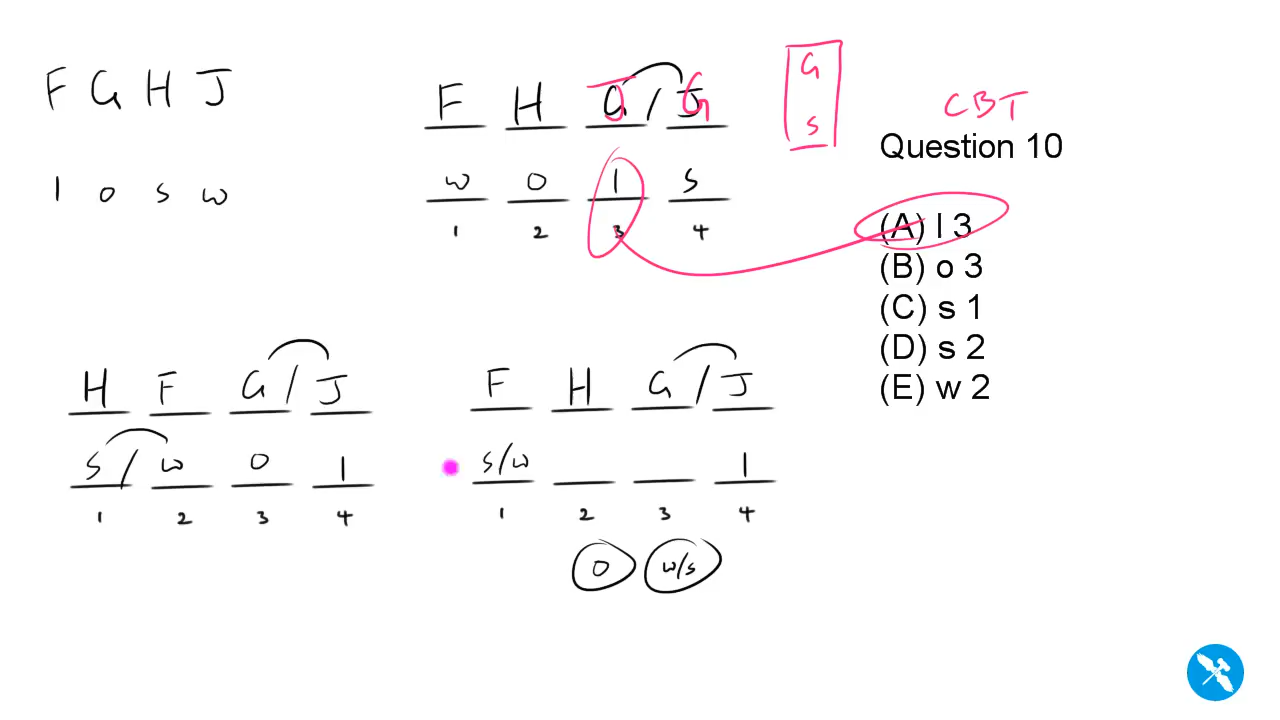 F G H J
l o s w
F H G / J
J G
w o l s
1 2 3 4
G
s
CBT
Question 10
(A) l 3
(B) o 3
(C) s 1
(D) s 2
(E) w 2
H F G / J
s / w o l
1 2 3 4
F H G / J
s/w l
1 2 3 4
o w/s